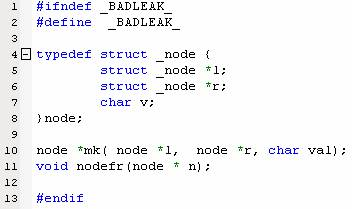 1 #ifndef _BADLEAK_
2 #define  _BADLEAK_
3
4 typedef struct _node {
5         struct _node *l;
6         struct _node *r;
7         char v;
8 }node;
9
10 node *mk( node *l,  node *r, char val);
11 void nodefr(node * n);
12
13 #endif